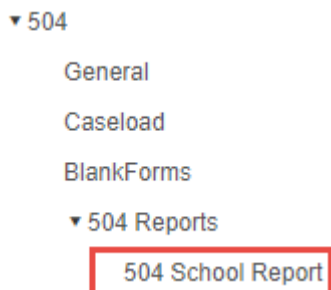 504
General
Caseload
BlankForms
504 Reports
504 School Report